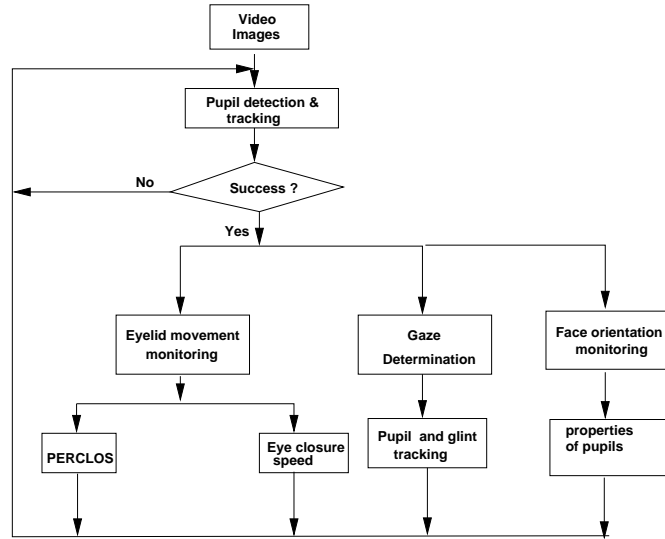 Video
Images
Pupil detection &
tracking
No
Success ?
Yes
Eyelid movement
monitoring
Gaze
Determination
Face orientation
monitoring
PERCLOS
Eye closure
speed
Pupil and glint
tracking
properties
of pupils